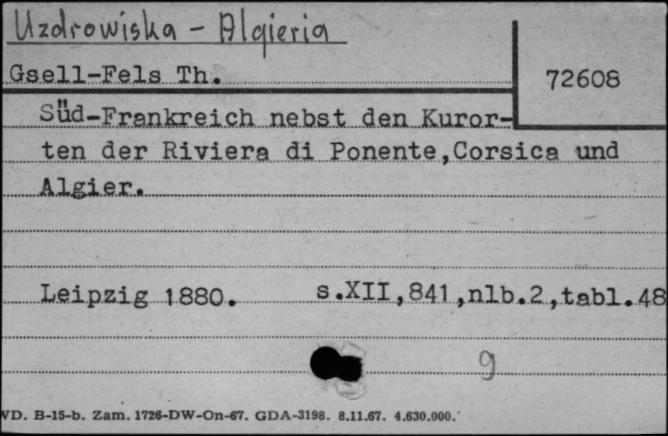 Uzdrowiska - Algieria
Gsell-Fels Th.
72608
Süd-Frankreich nebst den Kuror-
ten der Riviera di Ponente,Corsica und
Algier.
Leipzig 1880. s.XII,841,nlb.2,tabl.48
9
VD. B-15-b. Zam. 1726-DW-On-67. GDA-3198. 8.11.67. 4.630.000.